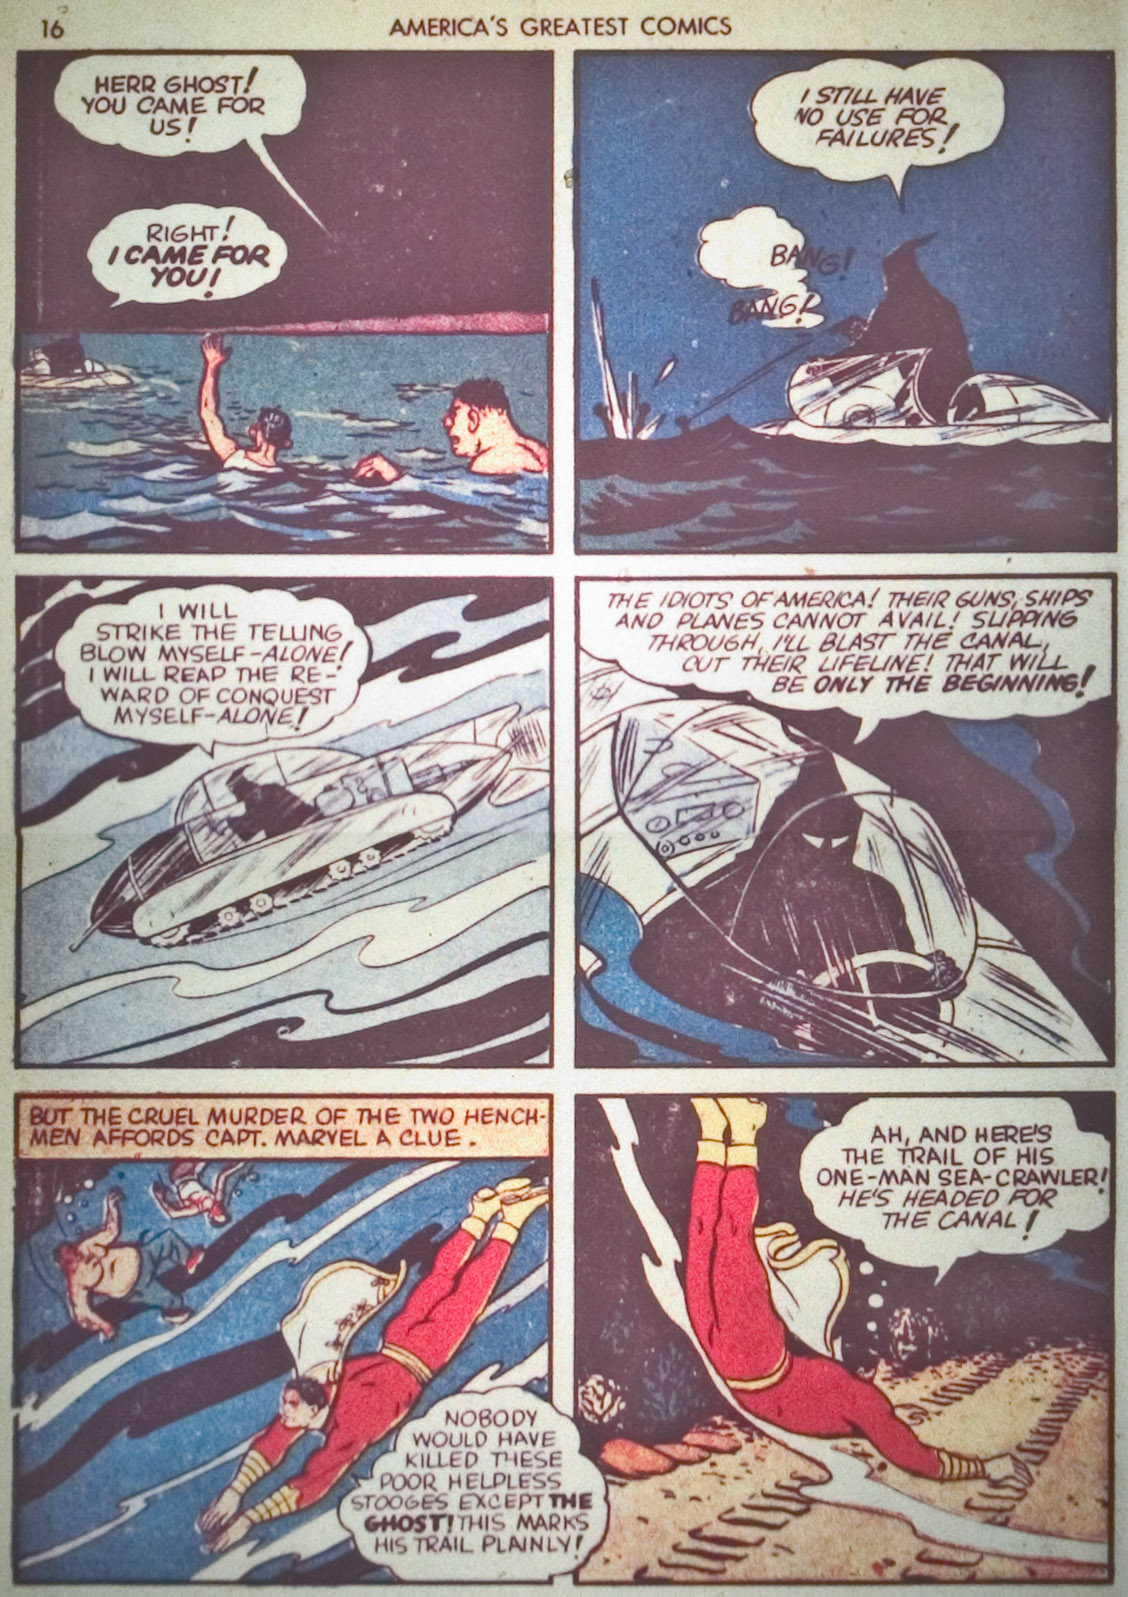 16
AMERICA'S GREATEST COMICS
HERR GHOST!
YOU CAME FOR
US!
RIGHT!
I CAME FOR
YOU!
I STILL HAVE
NO USE FOR
FAILURES!
BANG!
BANG!
I WILL
STRIKE THE TELLING
BLOW MYSELF-ALONE!
I WILL REAP THE RE-
WARD OF CONQUEST
MYSELF-ALONE!
THE IDIOTS OF AMERICA! THEIR GUNS, SHIPS
AND PLANES CANNOT AVAIL! SLIPPING
THROUGH, I'LL BLAST THE CANAL,
CUT THEIR LIFELINE! THAT WILL
BE ONLY THE BEGINNING!
BUT THE CRUEL MURDER OF THE TWO HENCH-
MEN AFFORDS CAPT. MARVEL A CLUE.
NOBODY
WOULD HAVE
KILLED THESE
POOR HELPLESS
STOOGES EXCEPT THE
GHOST! THIS MARKS
HIS TRAIL PLAINLY!
AH, AND HERE'S
THE TRAIL OF HIS
ONE-MAN SEA-CRAWLER!
HE'S HEADED FOR
THE CANAL!